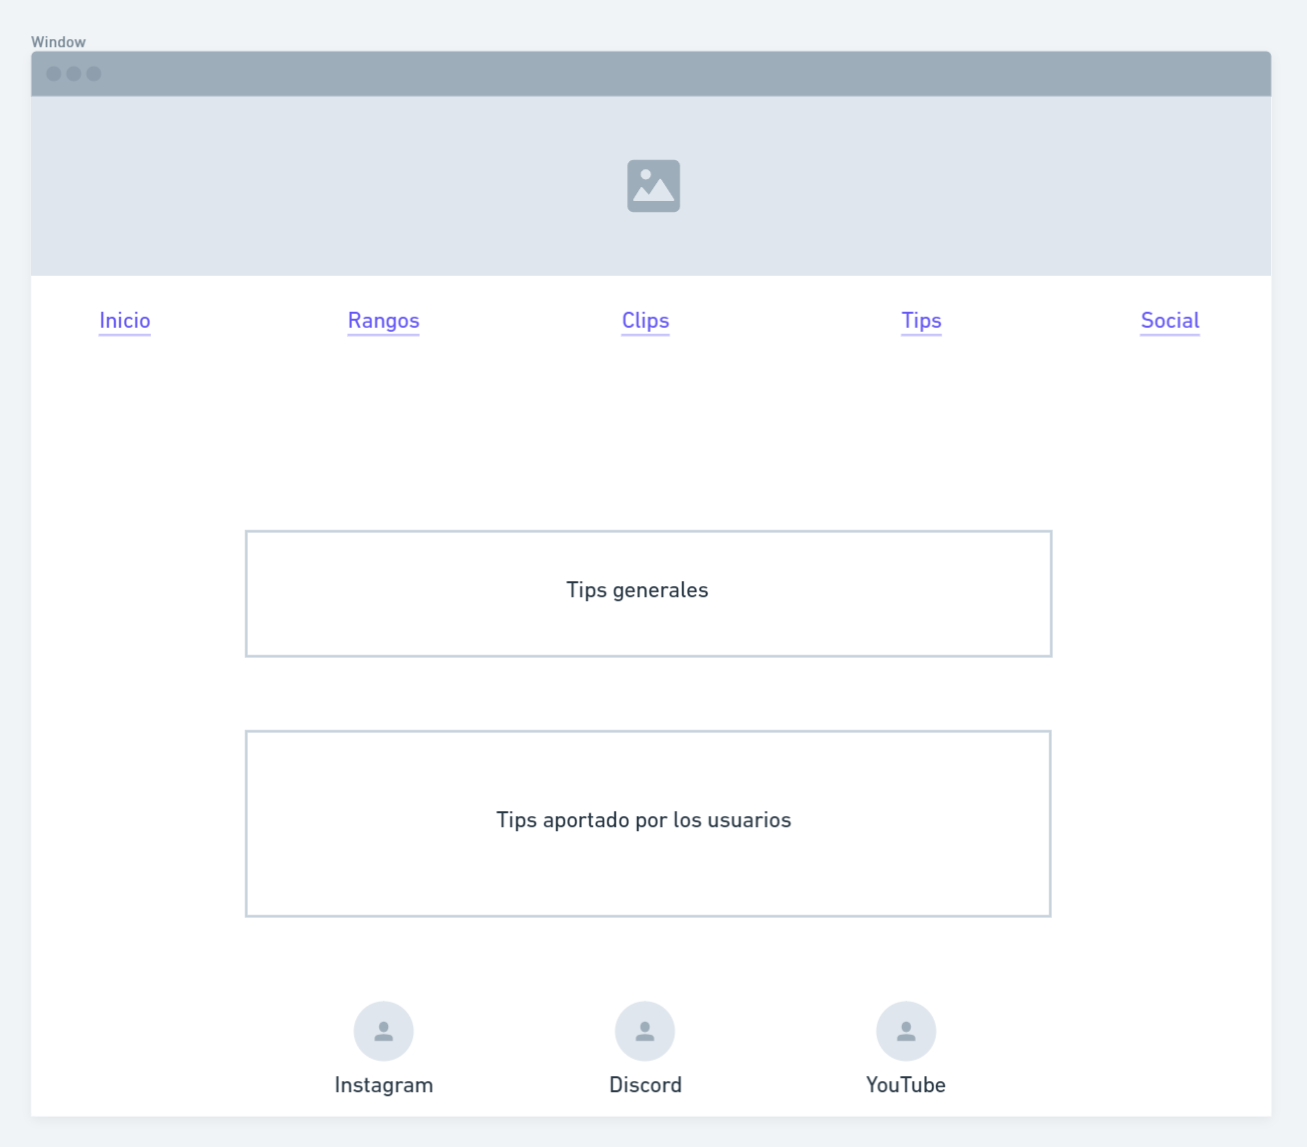 Window
Inicio Rangos Clips Tips Social
Tips generales
Tips aportado por los usuarios
Instagram Discord YouTube